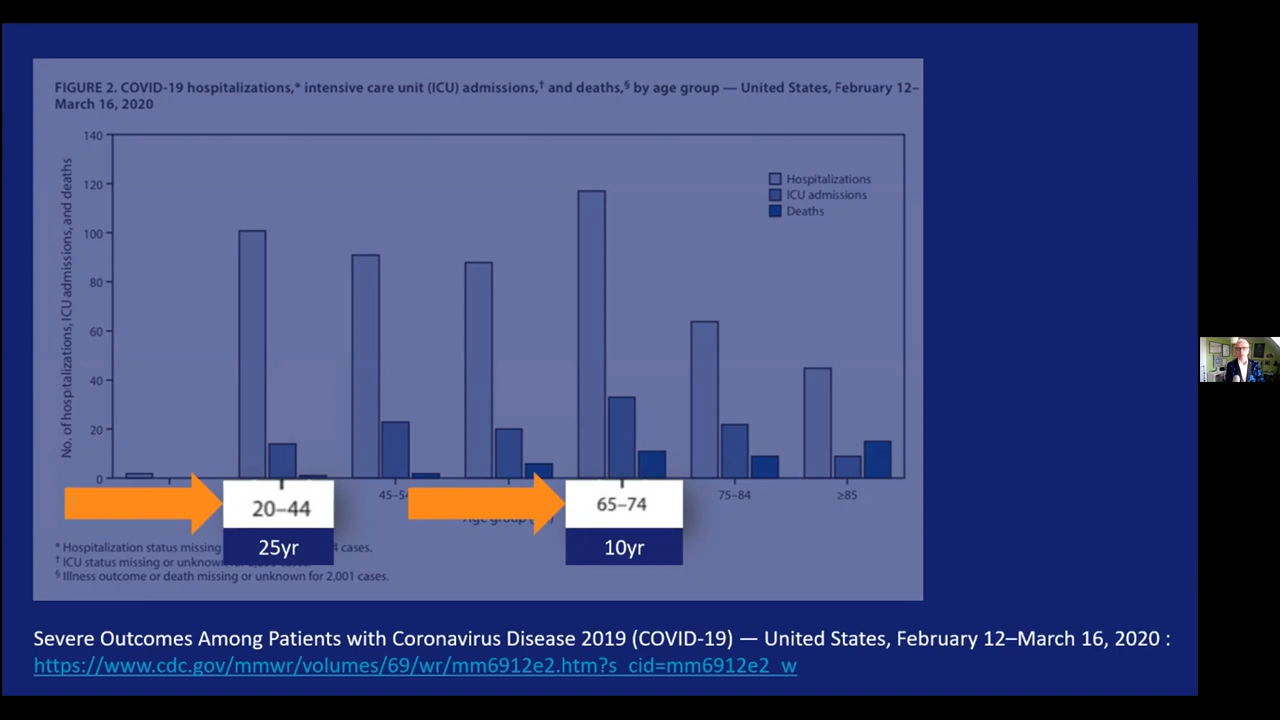 FIGURE 2. COVID-19 hospitalizations,* intensive care unit (ICU) admissions,† and deaths,§ by age group — United States, February 12–
March 16, 2020
No. of hospitalizations, ICU admissions, and deaths
140
120
100
80
60
40
20
0
Hospitalizations
ICU admissions
Deaths
20–44
25yr
45–54
65–74
10yr
75–84
≥85
Age group
* Hospitalization status missing
cases.
† ICU status missing or unknown
§ Illness outcome or death missing or unknown for 2,001 cases.
Severe Outcomes Among Patients with Coronavirus Disease 2019 (COVID-19) — United States, February 12–March 16, 2020 :
https://www.cdc.gov/mmwr/volumes/69/wr/mm6912e2.htm?s_cid=mm6912e2_w